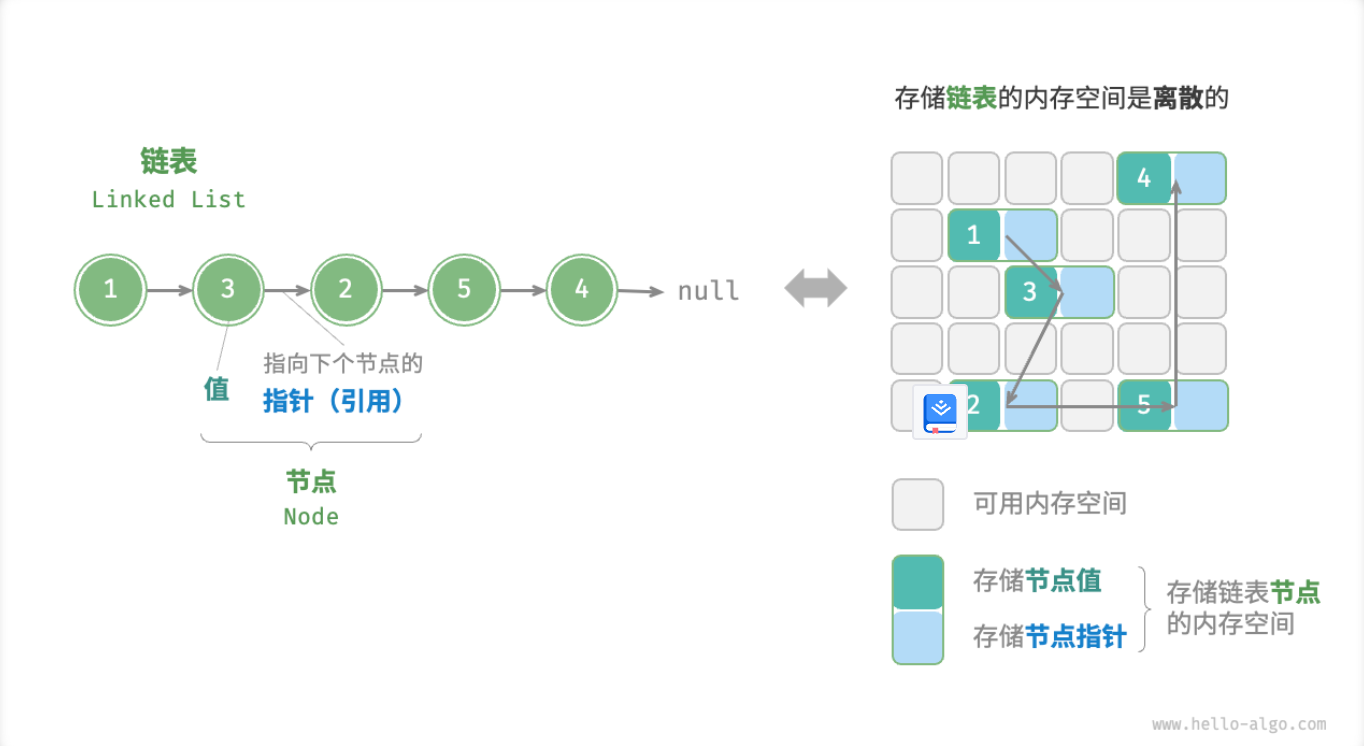 链表
Linked List
1
3
2
5
4
null
值
指向下个节点的
指针（引用）
节点
Node
存储链表的内存空间是离散的
4
1
3
2
5
可用内存空间
存储节点值
存储节点指针
存储链表节点
的内存空间
www.hello-algo.com